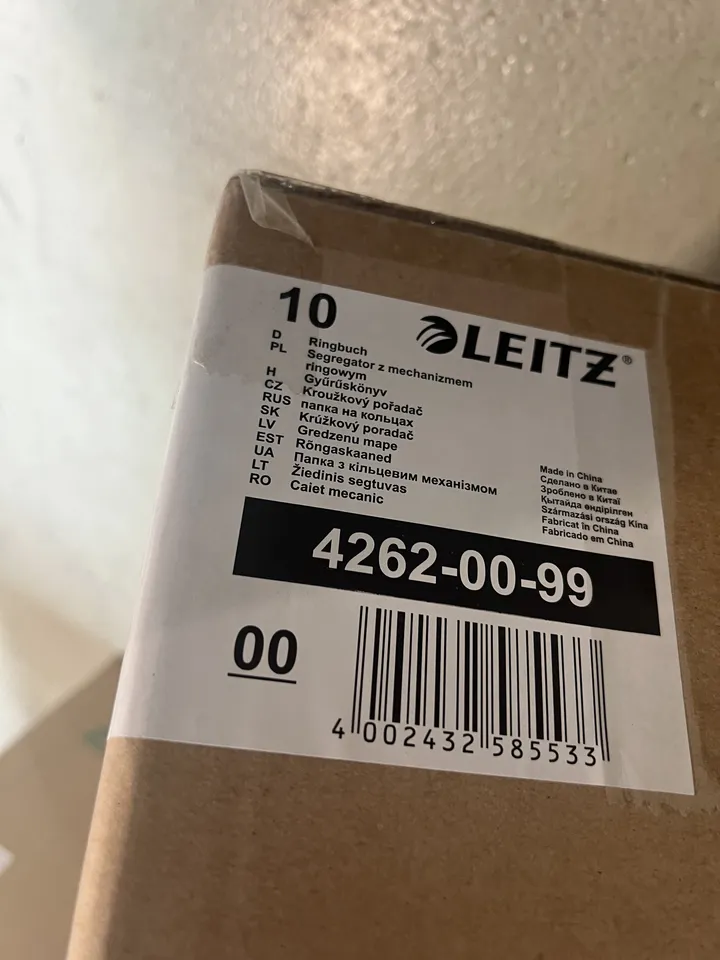 10
LEITZ®
D Ringbuch
PL Segregator z mechanizmem
ringowym
H Gyűrűskönyv
CZ Kroužkový pořadač
RUS папка на кольцах
SK Krúžkový poradač
LV Gredzenu mape
EST Rõngaskaaned
UA Папка з кільцевим механізмом
LT Žiedinis segtuvas
RO Caiet mecanic
Made in China
Сделано в Китае
Зроблено в Китаї
Қытайда өндірілген
Származási ország Kína
Fabricat în China
Fabricado em China
4262-00-99
00
4 002432 585533